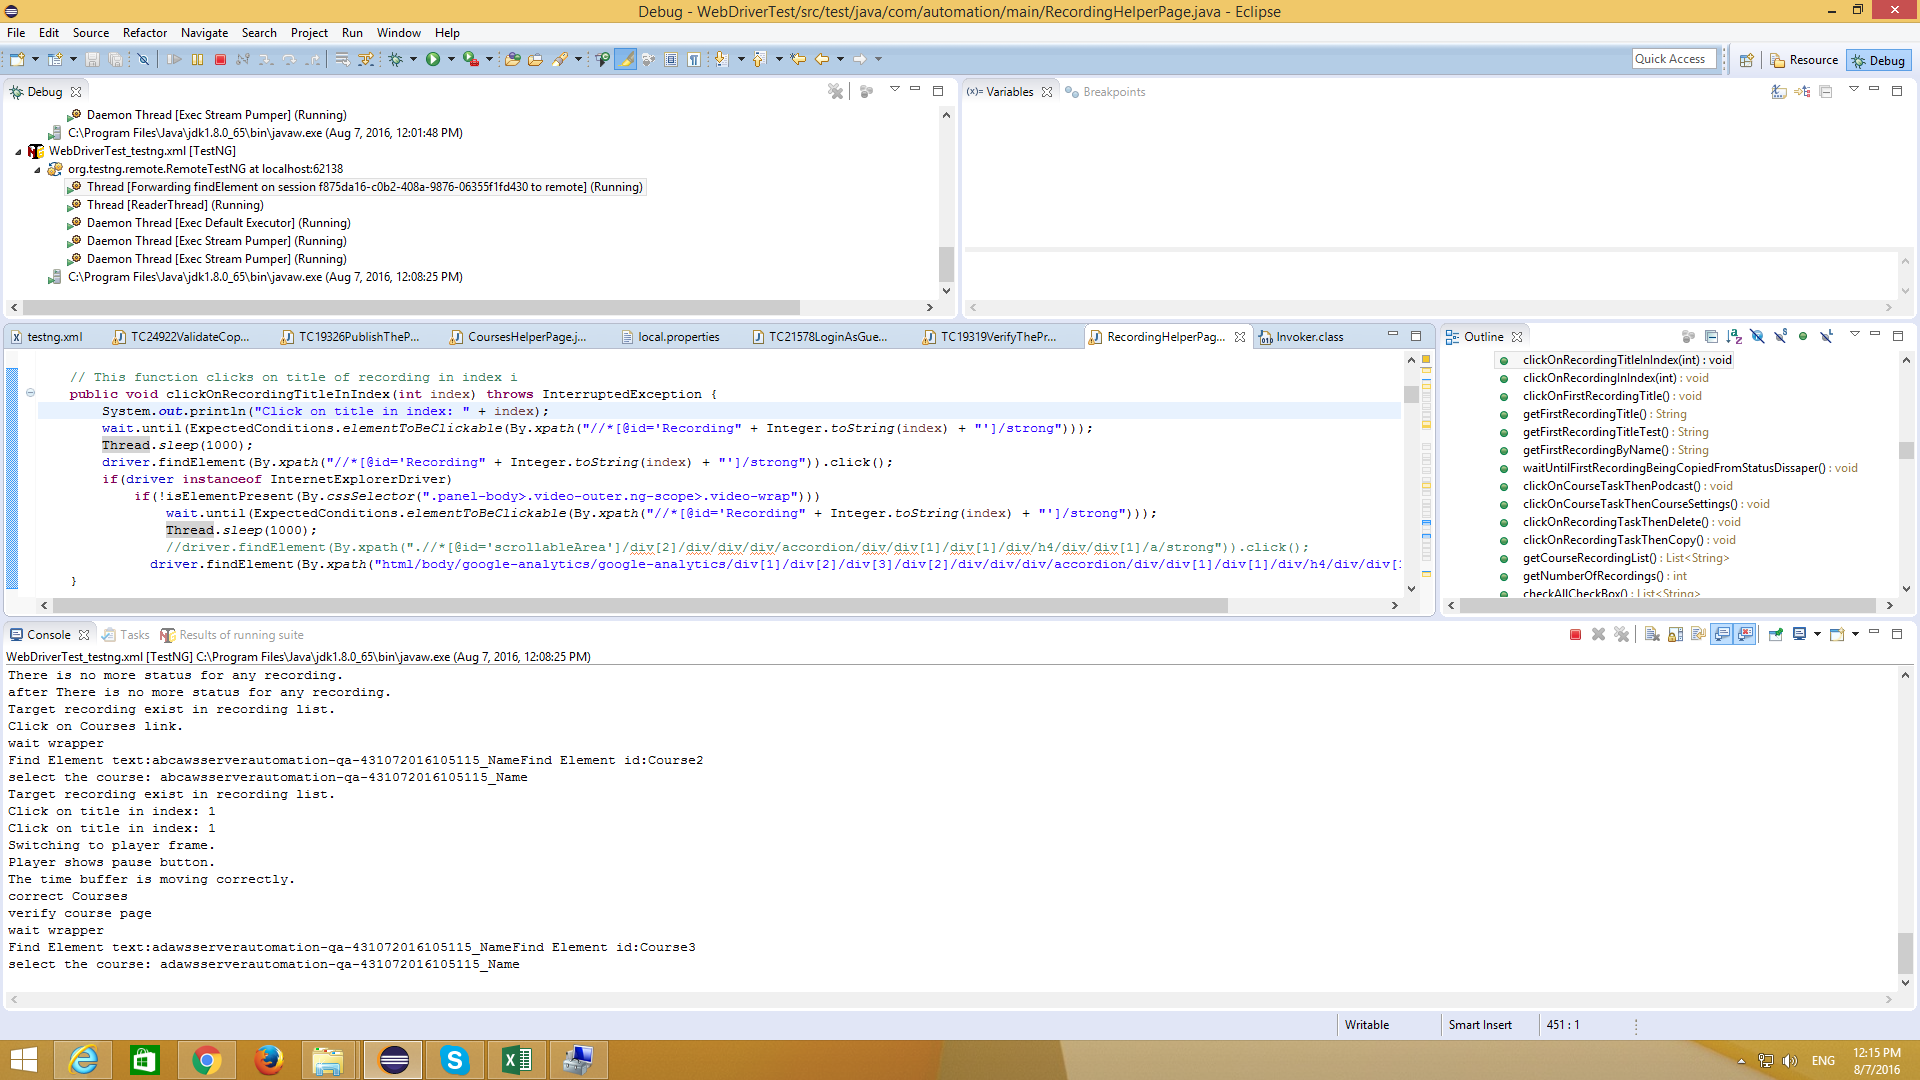 Debug - WebDriverTest/src/test/java/com/automation/main/RecordingHelperPage.java - Eclipse
File Edit Source Refactor Navigate Search Project Run Window Help
Quick Access
Resource
Debug
Debug
Daemon Thread [Exec Stream Pumper] (Running)
C:\Program Files\Java\jdk1.8.0_65\bin\javaw.exe (Aug 7, 2016, 12:01:48 PM)
WebDriverTest_testng.xml [TestNG]
org.testng.remote.RemoteTestNG at localhost:62138
Thread [Forwarding findElement on session f875da16-c0b2-408a-9876-06355f1fd430 to remote] (Running)
Thread [ReaderThread] (Running)
Daemon Thread [Exec Default Executor] (Running)
Daemon Thread [Exec Stream Pumper] (Running)
Daemon Thread [Exec Stream Pumper] (Running)
C:\Program Files\Java\jdk1.8.0_65\bin\javaw.exe (Aug 7, 2016, 12:08:25 PM)
(x)= Variables
Breakpoints
testng.xml
TC24922ValidateCop...
TC19326PublishTheP...
CoursesHelperPage.j...
local.properties
TC21578LoginAsGue...
TC19319VerifyThePr...
RecordingHelperPag...
Invoker.class
// This function clicks on title of recording in index i
public void clickOnRecordingTitleInIndex(int index) throws InterruptedException {
System.out.println("Click on title in index: " + index);
wait.until(ExpectedConditions.elementToBeClickable(By.xpath("//*[@id='Recording" + Integer.toString(index) + "']/strong")));
Thread.sleep(1000);
driver.findElement(By.xpath("//*[@id='Recording" + Integer.toString(index) + "']/strong")).click();
if(driver instanceof InternetExplorerDriver)
if(!isElementPresent(By.cssSelector(".panel-body>.video-outer.ng-scope>.video-wrap")))
wait.until(ExpectedConditions.elementToBeClickable(By.xpath("//*[@id='Recording" + Integer.toString(index) + "']/strong")));
Thread.sleep(1000);
//driver.findElement(By.xpath(".//*[@id='scrollableArea']/div[2]/div/div/div/accordion/div/div[1]/div[1]/div/h4/div/div[1]/a/strong")).click();
driver.findElement(By.xpath("html/body/google-analytics/google-analytics/div[1]/div[2]/div[3]/div[2]/div/div/div/accordion/div/div[1]/div[1]/div/h4/div/div[
}
Outline
clickOnRecordingTitleInIndex(int) : void
clickOnRecordingInIndex(int) : void
clickOnFirstRecordingTitle() : void
getFirstRecordingTitle() : String
getFirstRecordingTitleTest() : String
getFirstRecordingByName() : String
waitUntilFirstRecordingBeingCopiedFromStatusDissaper() : void
clickOnCourseTaskThenPodcast() : void
clickOnCourseTaskThenCourseSettings() : void
clickOnRecordingTaskThenDelete() : void
clickOnRecordingTaskThenCopy() : void
getCourseRecordingList() : List<String>
getNumberOfRecordings() : int
checkAllCheckBox() : List<String>
Console
Tasks
Results of running suite
WebDriverTest_testng.xml [TestNG] C:\Program Files\Java\jdk1.8.0_65\bin\javaw.exe (Aug 7, 2016, 12:08:25 PM)
There is no more status for any recording.
after There is no more status for any recording.
Target recording exist in recording list.
Click on Courses link.
wait wrapper
Find Element text:abcawsserverautomation-qa-431072016105115_NameFind Element id:Course2
select the course: abcawsserverautomation-qa-431072016105115_Name
Target recording exist in recording list.
Click on title in index: 1
Click on title in index: 1
Switching to player frame.
Player shows pause button.
The time buffer is moving correctly.
correct Courses
verify course page
wait wrapper
Find Element text:adawsserverautomation-qa-431072016105115_NameFind Element id:Course3
select the course: adawsserverautomation-qa-431072016105115_Name
Writable
Smart Insert
451 : 1
ENG
12:15 PM
8/7/2016